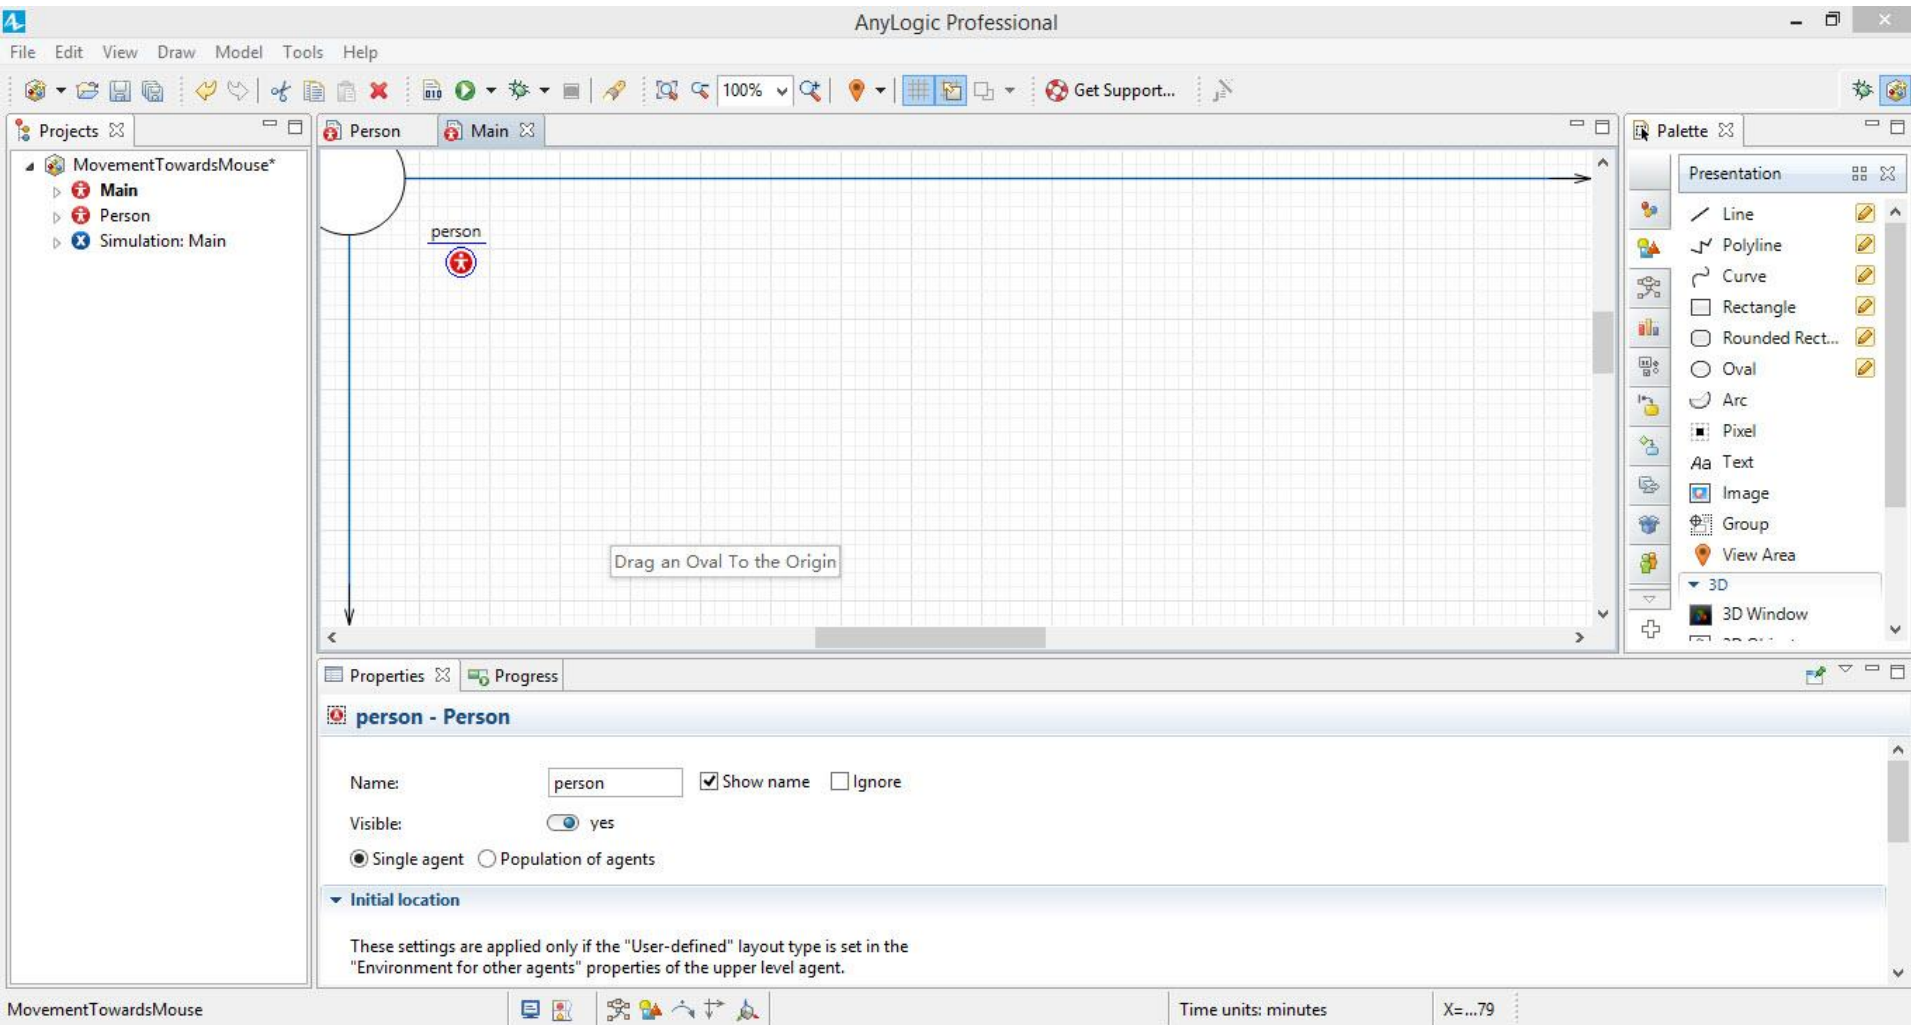 AnyLogic Professional
File Edit View Draw Model Tools Help
100% Get Support...
Projects
MovementTowardsMouse*
Main
Person
Simulation: Main
Person Main
person
Drag an Oval To the Origin
Palette
Presentation
Line
Polyline
Curve
Rectangle
Rounded Rect...
Oval
Arc
Pixel
Aa Text
Image
Group
View Area
3D
3D Window
Properties Progress
person - Person
Name: person Show name Ignore
Visible: yes
Single agent Population of agents
Initial location
These settings are applied only if the "User-defined" layout type is set in the
"Environment for other agents" properties of the upper level agent.
MovementTowardsMouse Time units: minutes X=...79